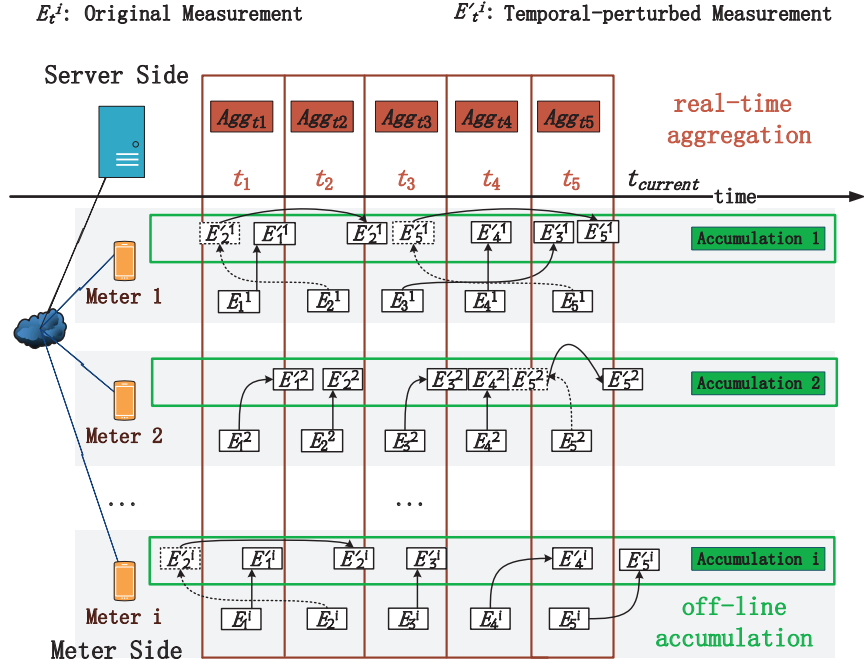 E_t^i: Original Measurement
E'_t^i: Temporal-perturbed Measurement
Server Side
Agg_t1 Agg_t2 Agg_t3 Agg_t4 Agg_t5
real-time
aggregation
t_1 t_2 t_3 t_4 t_5 t_current
time
E'_2^1 E'_1^1 E'_2^1 E'_5^1 E'_4^1 E'_3^1 E'_5^1
Accumulation 1
Meter 1
E_1^1 E_2^1 E_3^1 E_4^1 E_5^1
E'_1^2 E'_2^2 E'_3^2 E'_4^2 E'_5^2 E'_5^2
Accumulation 2
Meter 2
E_1^2 E_2^2 E_3^2 E_4^2 E_5^2
... ...
E'_2^i E'_1^i E'_2^i E'_3^i E'_4^i E'_5^i
Accumulation i
Meter i
E_1^i E_2^i E_3^i E_4^i E_5^i
off-line
accumulation
Meter Side